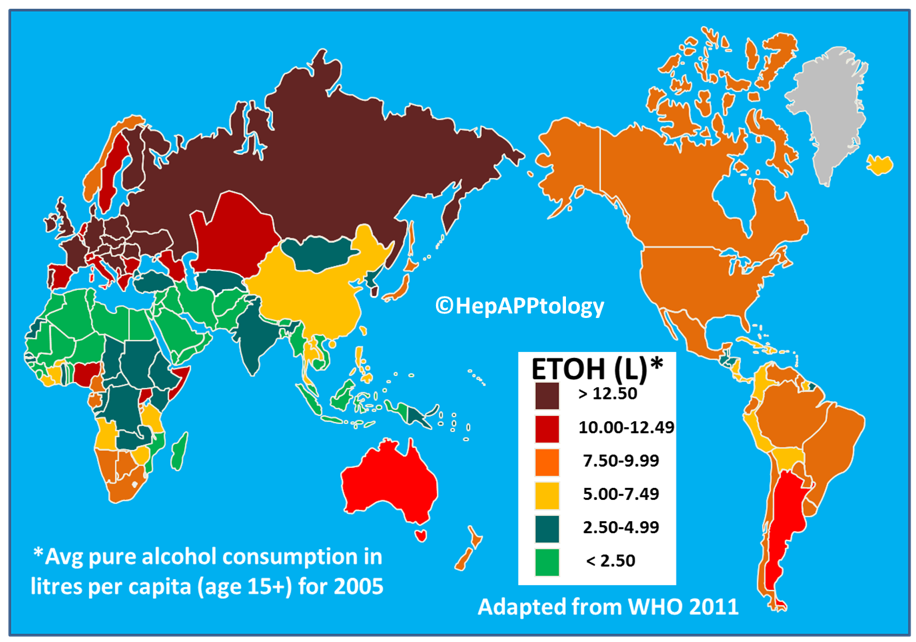 ©HepAPPtology
ETOH (L)*
> 12.50
10.00-12.49
7.50-9.99
5.00-7.49
2.50-4.99
< 2.50
*Avg pure alcohol consumption in
litres per capita (age 15+) for 2005
Adapted from WHO 2011